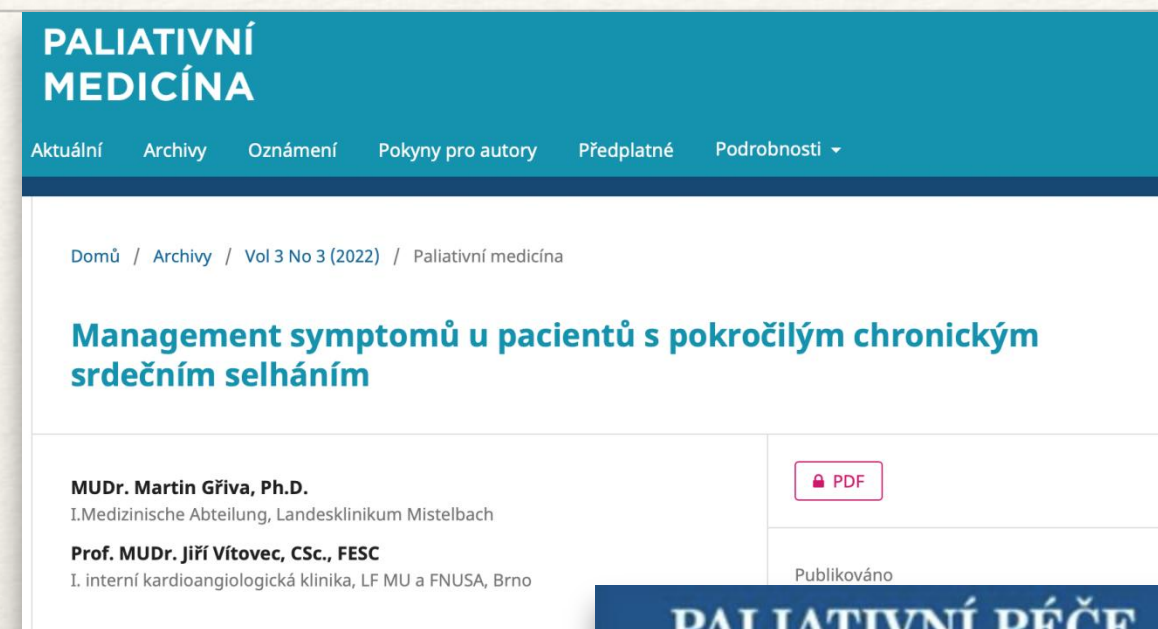 PALIATIVNÍ
MEDICÍNA
Aktuální Archivy Oznámení Pokyny pro autory Předplatné Podrobnosti
Domů / Archivy / Vol 3 No 3 (2022) / Paliativní medicína
Management symptomů u pacientů s pokročilým chronickým
srdečním selháním
MUDr. Martin Gřiva, Ph.D.
I.Medizinische Abteilung, Landesklinikum Mistelbach
Prof. MUDr. Jiří Vítovec, CSc., FESC
I. interní kardioangiologická klinika, LF MU a FNUSA, Brno
PDF
Publikováno
PALIATIVNÍ PÉČE